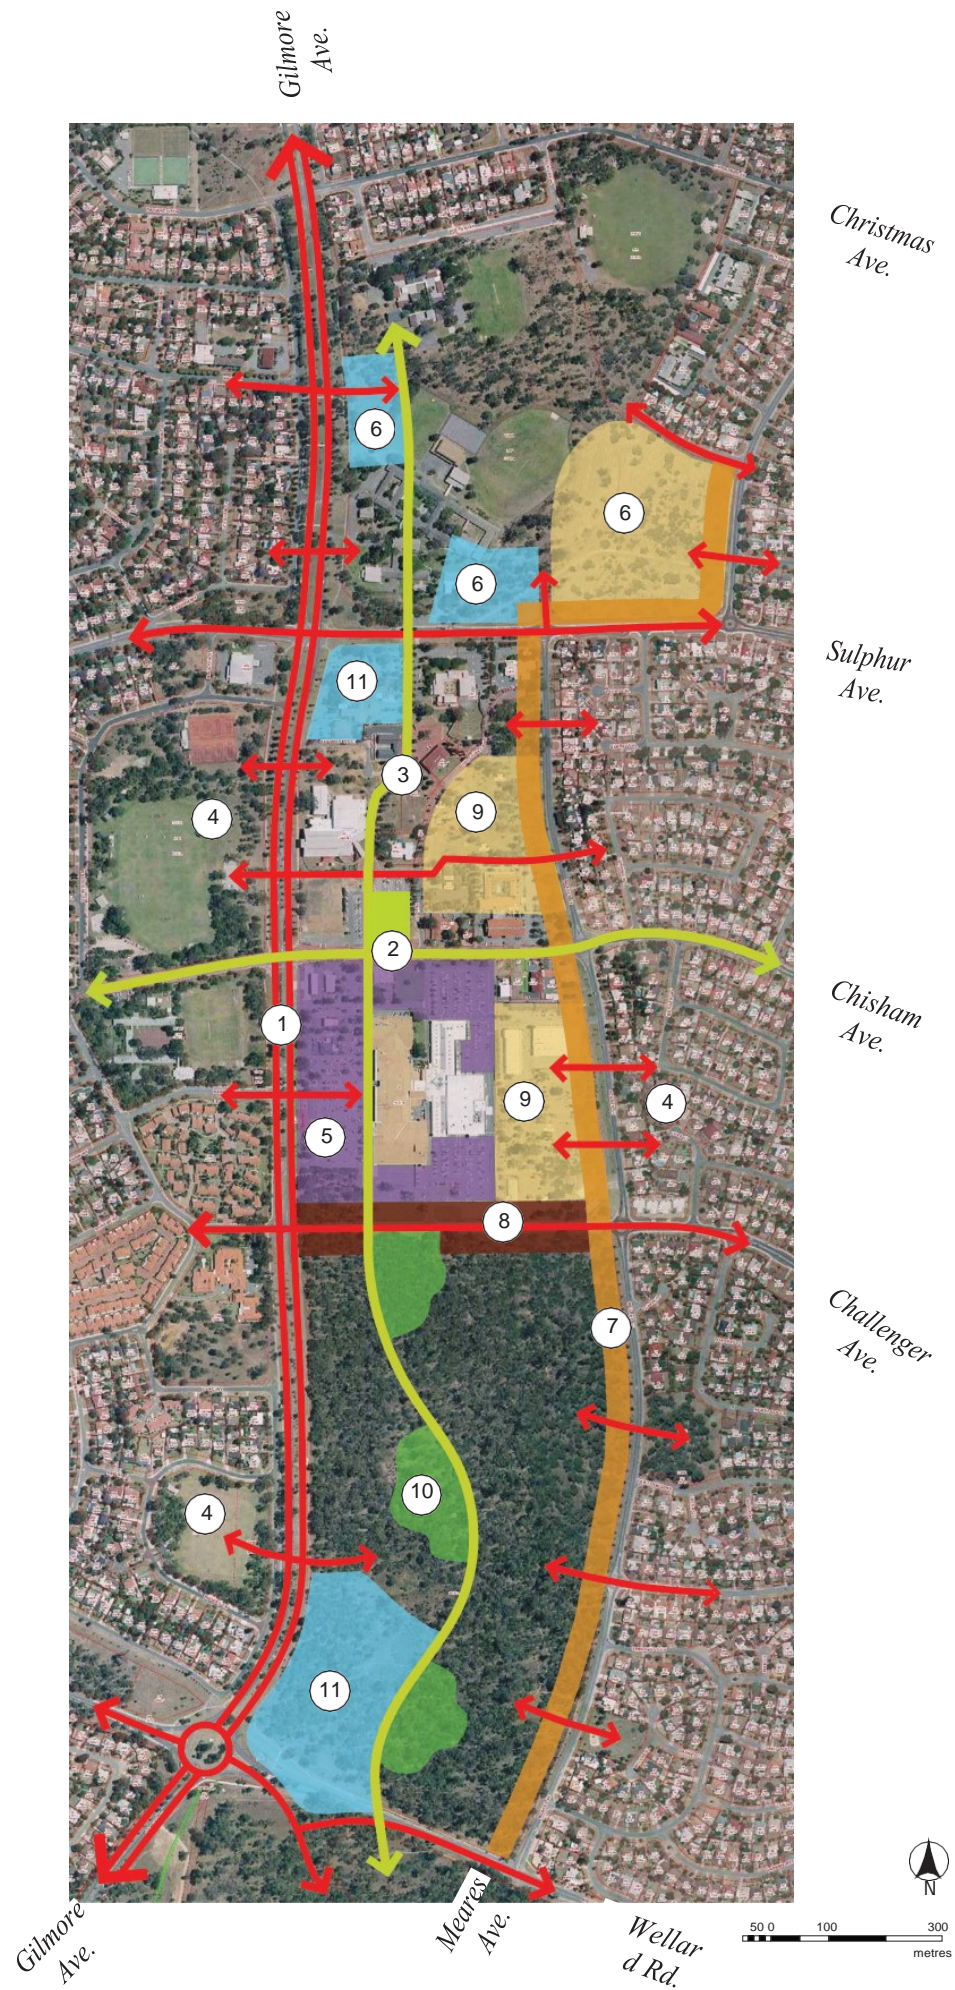 Gilmore
Ave.
Christmas
Ave.
6
6
6
Sulphur
Ave.
11
3
4
9
2
Chisham
Ave.
1
9
4
5
8
Challenger
Ave.
7
10
4
11
Gilmore
Ave.
Meares
Ave.
Wellar
d Rd.
N
50 0 100 300
metres